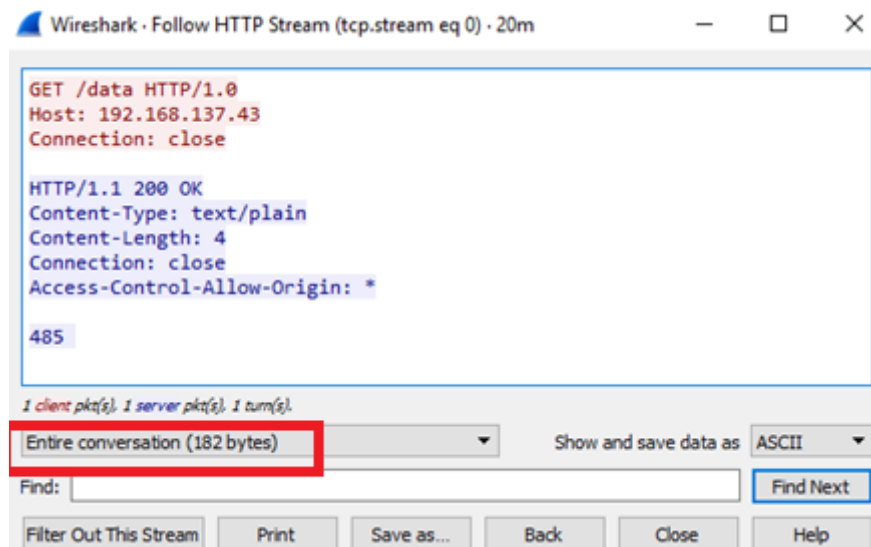 Wireshark · Follow HTTP Stream (tcp.stream eq 0) · 20m
GET /data HTTP/1.0
Host: 192.168.137.43
Connection: close
HTTP/1.1 200 OK
Content-Type: text/plain
Content-Length: 4
Connection: close
Access-Control-Allow-Origin: *
485
1 client pkt(s), 1 server pkt(s), 1 turn(s).
Entire conversation (182 bytes) Show and save data as ASCII
Find: Find Next
Filter Out This Stream Print Save as... Back Close Help